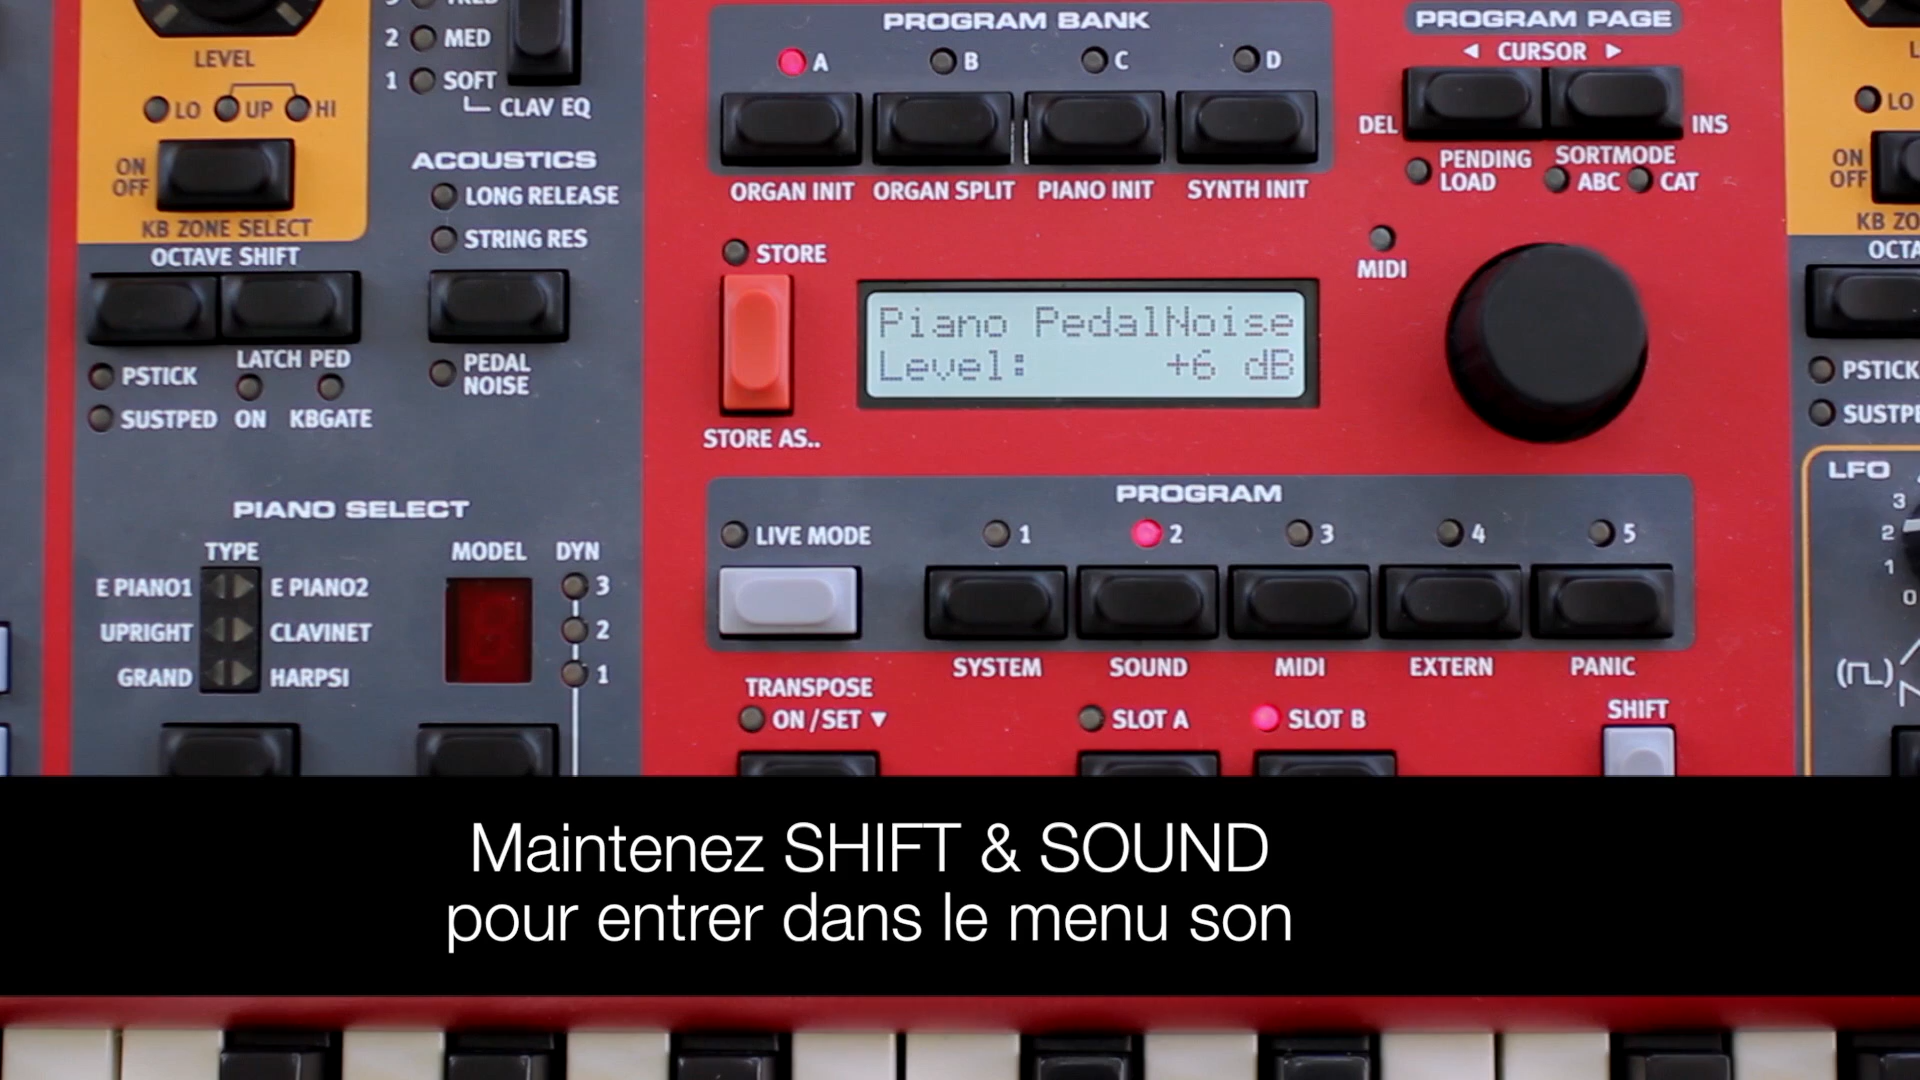 LEVEL
LO UP HI
ON
OFF
KB ZONE SELECT
OCTAVE SHIFT
PSTICK
SUSTPED
LATCH PED
ON KBGATE
2 MED
1 SOFT
CLAV EQ
ACOUSTICS
LONG RELEASE
STRING RES
PEDAL
NOISE
PIANO SELECT
TYPE
E PIANO1 E PIANO2
UPRIGHT CLAVINET
GRAND HARPSI
MODEL
DYN
3
2
1
PROGRAM BANK
A B C D
ORGAN INIT ORGAN SPLIT PIANO INIT SYNTH INIT
PROGRAM PAGE
◄ CURSOR ►
DEL INS
PENDING
LOAD
SORTMODE
ABC CAT
STORE
STORE AS..
Piano PedalNoise
Level: +6 dB
MIDI
PROGRAM
LIVE MODE 1 2 3 4 5
SYSTEM SOUND MIDI EXTERN PANIC
TRANSPOSE
ON/SET ▼
SLOT A SLOT B
SHIFT
LO
ON
OFF
KB ZO
OCTA
PSTICK
SUSTPE
LFO
3
2
1
0
Maintenez SHIFT & SOUND
pour entrer dans le menu son